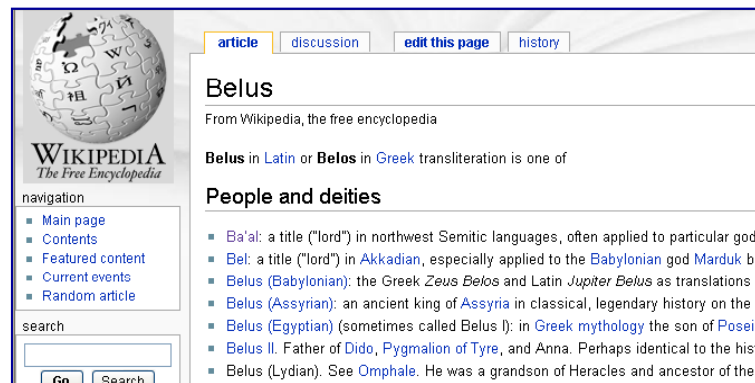 article discussion edit this page history
Belus
From Wikipedia, the free encyclopedia
Belus in Latin or Belos in Greek transliteration is one of
People and deities
Ba'al: a title ("lord") in northwest Semitic languages, often applied to particular god
Bel: a title ("lord") in Akkadian, especially applied to the Babylonian god Marduk b
Belus (Babylonian): the Greek Zeus Belos and Latin Jupiter Belus as translations
Belus (Assyrian): an ancient king of Assyria in classical, legendary history on the
Belus (Egyptian) (sometimes called Belus I): in Greek mythology the son of Posei
Belus II. Father of Dido, Pygmalion of Tyre, and Anna. Perhaps identical to the his
Belus (Lydian). See Omphale. He was a grandson of Heracles and ancestor of the
Ω W И 祖
WIKIPEDIA
The Free Encyclopedia
navigation
Main page
Contents
Featured content
Current events
Random article
search
Go Search